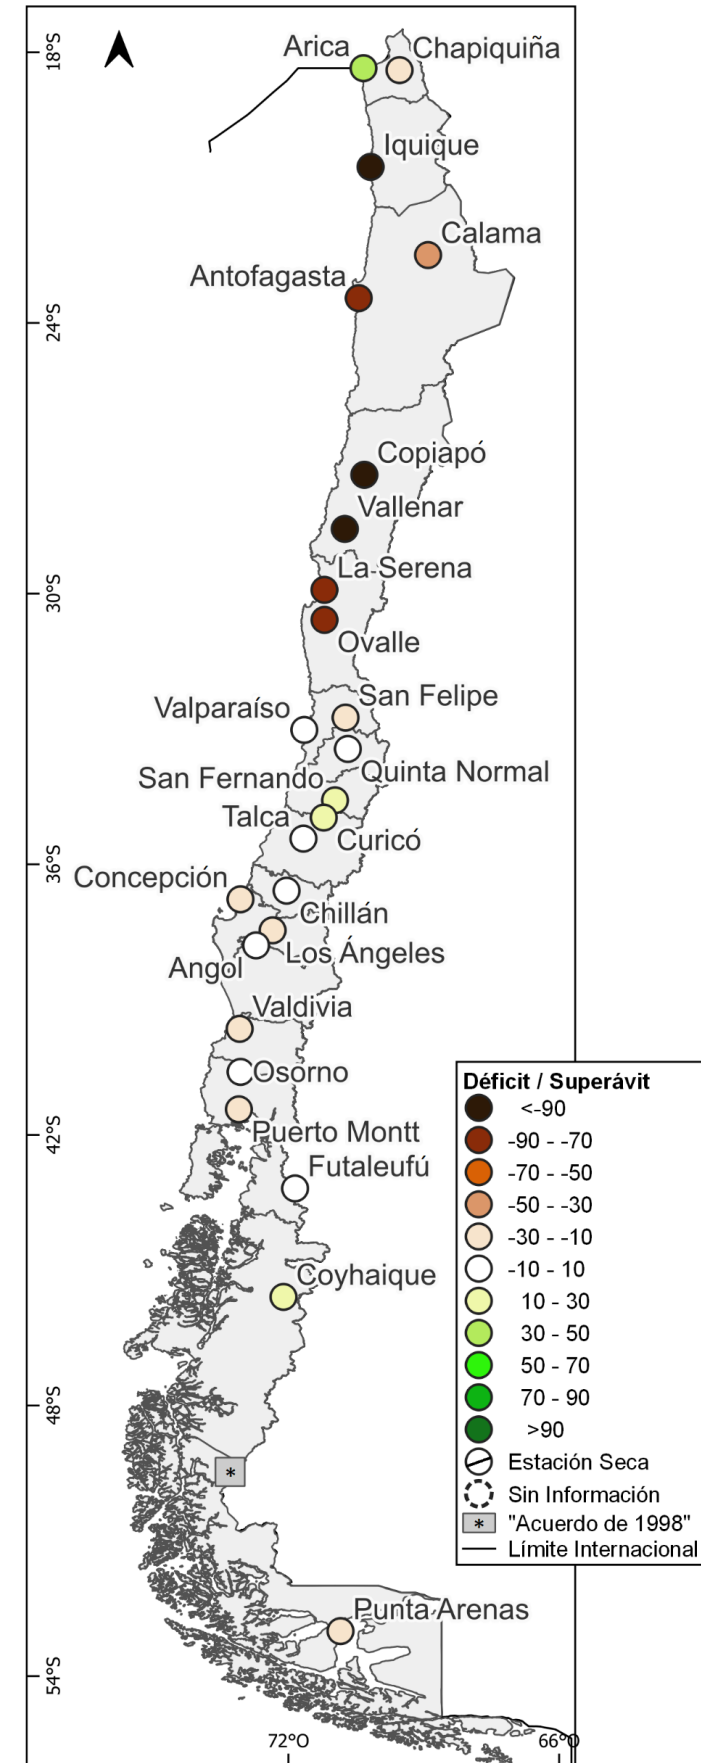 18°S
Arica
Chapiquiña
Iquique
Calama
Antofagasta
24°S
Copiapó
Vallenar
La Serena
30°S
Ovalle
San Felipe
Valparaíso
Quinta Normal
San Fernando
Talca
Curicó
36°S
Concepción
Chillán
Los Ángeles
Angol
Valdivia
Osorno
42°S
Puerto Montt
Futaleufú
Coyhaique
48°S
*
Punta Arenas
54°S
72°O
66°O
Déficit / Superávit
<-90
-90 - -70
-70 - -50
-50 - -30
-30 - -10
-10 - 10
10 - 30
30 - 50
50 - 70
70 - 90
>90
Estación Seca
Sin Información
* "Acuerdo de 1998"
Límite Internacional